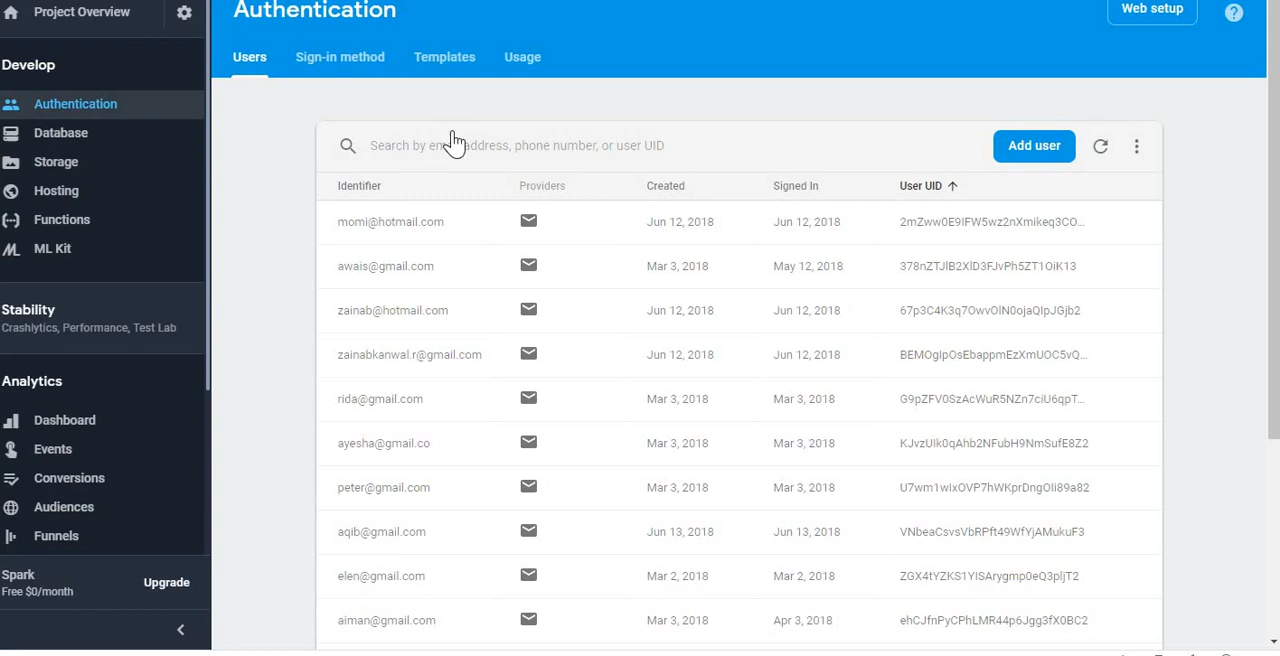 Project Overview
Authentication
Web setup
Develop
Users Sign-in method Templates Usage
Authentication
Database
Storage
Hosting
Functions
ML Kit
Stability
Crashlytics, Performance, Test Lab
Analytics
Dashboard
Events
Conversions
Audiences
Funnels
Spark
Free $0/month
Upgrade
Search by address, phone number, or user UID
Add user
Identifier Providers Created Signed In User UID
momi@hotmail.com Jun 12, 2018 Jun 12, 2018 2mZww0E9IFW5wz2nXmikeq3CO...
awais@gmail.com Mar 3, 2018 May 12, 2018 378nZTJlB2XlD3FJvPh5ZT1OiK13
zainab@hotmail.com Jun 12, 2018 Jun 12, 2018 67p3C4K3q7OwvOlN0ojaQIpJGjb2
zainabkanwal.r@gmail.com Jun 12, 2018 Jun 12, 2018 BEMOgIpOsEbappmEzXmUOC5vQ...
rida@gmail.com Mar 3, 2018 Mar 3, 2018 G9pZFV0SzAcWuR5NZn7ciU6qpT...
ayesha@gmail.co Mar 3, 2018 Mar 3, 2018 KJvzUIk0qAhb2NFubH9NmSufE8Z2
peter@gmail.com Mar 3, 2018 Mar 3, 2018 U7wm1wIxOVP7hWKprDngOIi89a82
aqib@gmail.com Jun 13, 2018 Jun 13, 2018 VNbeaCsvsVbRPft49WfYjAMukuF3
elen@gmail.com Mar 2, 2018 Mar 2, 2018 ZGX4tYZKS1YISArygmp0eQ3pljT2
aiman@gmail.com Mar 3, 2018 Apr 3, 2018 ehCJfnPyCPhLMR44p6Jgg3fX0BC2